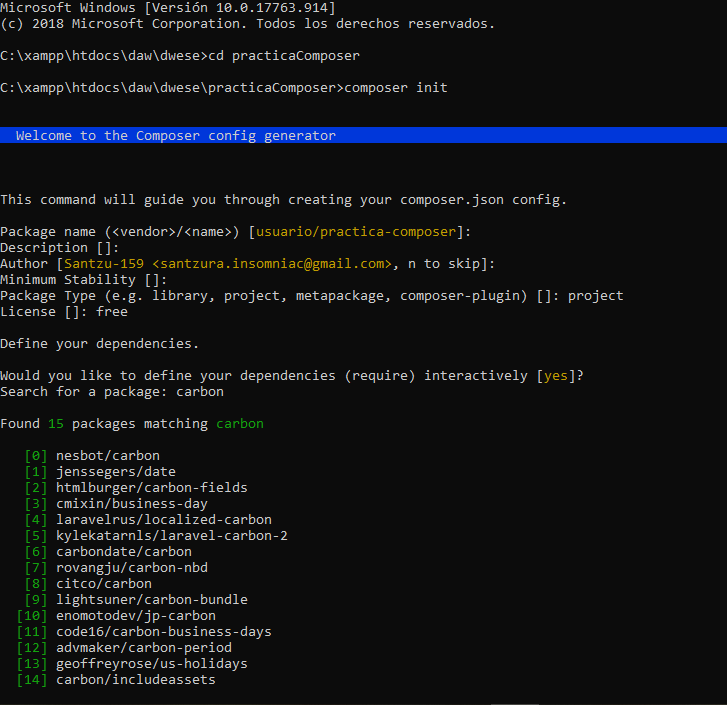 Microsoft Windows [Versión 10.0.17763.914]
(c) 2018 Microsoft Corporation. Todos los derechos reservados.
C:\xampp\htdocs\daw\dwese>cd practicaComposer
C:\xampp\htdocs\daw\dwese\practicaComposer>composer init
Welcome to the Composer config generator
This command will guide you through creating your composer.json config.
Package name (<vendor>/<name>) [usuario/practica-composer]:
Description []:
Author [Santzu-159 <santzura.insomniac@gmail.com>, n to skip]:
Minimum Stability []:
Package Type (e.g. library, project, metapackage, composer-plugin) []: project
License []: free
Define your dependencies.
Would you like to define your dependencies (require) interactively [yes]?
Search for a package: carbon
Found 15 packages matching carbon
[0] nesbot/carbon
[1] jenssegers/date
[2] htmlburger/carbon-fields
[3] cmixin/business-day
[4] laravelrus/localized-carbon
[5] kylekatarnls/laravel-carbon-2
[6] carbondate/carbon
[7] rovangju/carbon-nbd
[8] citco/carbon
[9] lightsuner/carbon-bundle
[10] enomotodev/jp-carbon
[11] code16/carbon-business-days
[12] advmaker/carbon-period
[13] geoffreyrose/us-holidays
[14] carbon/includeassets